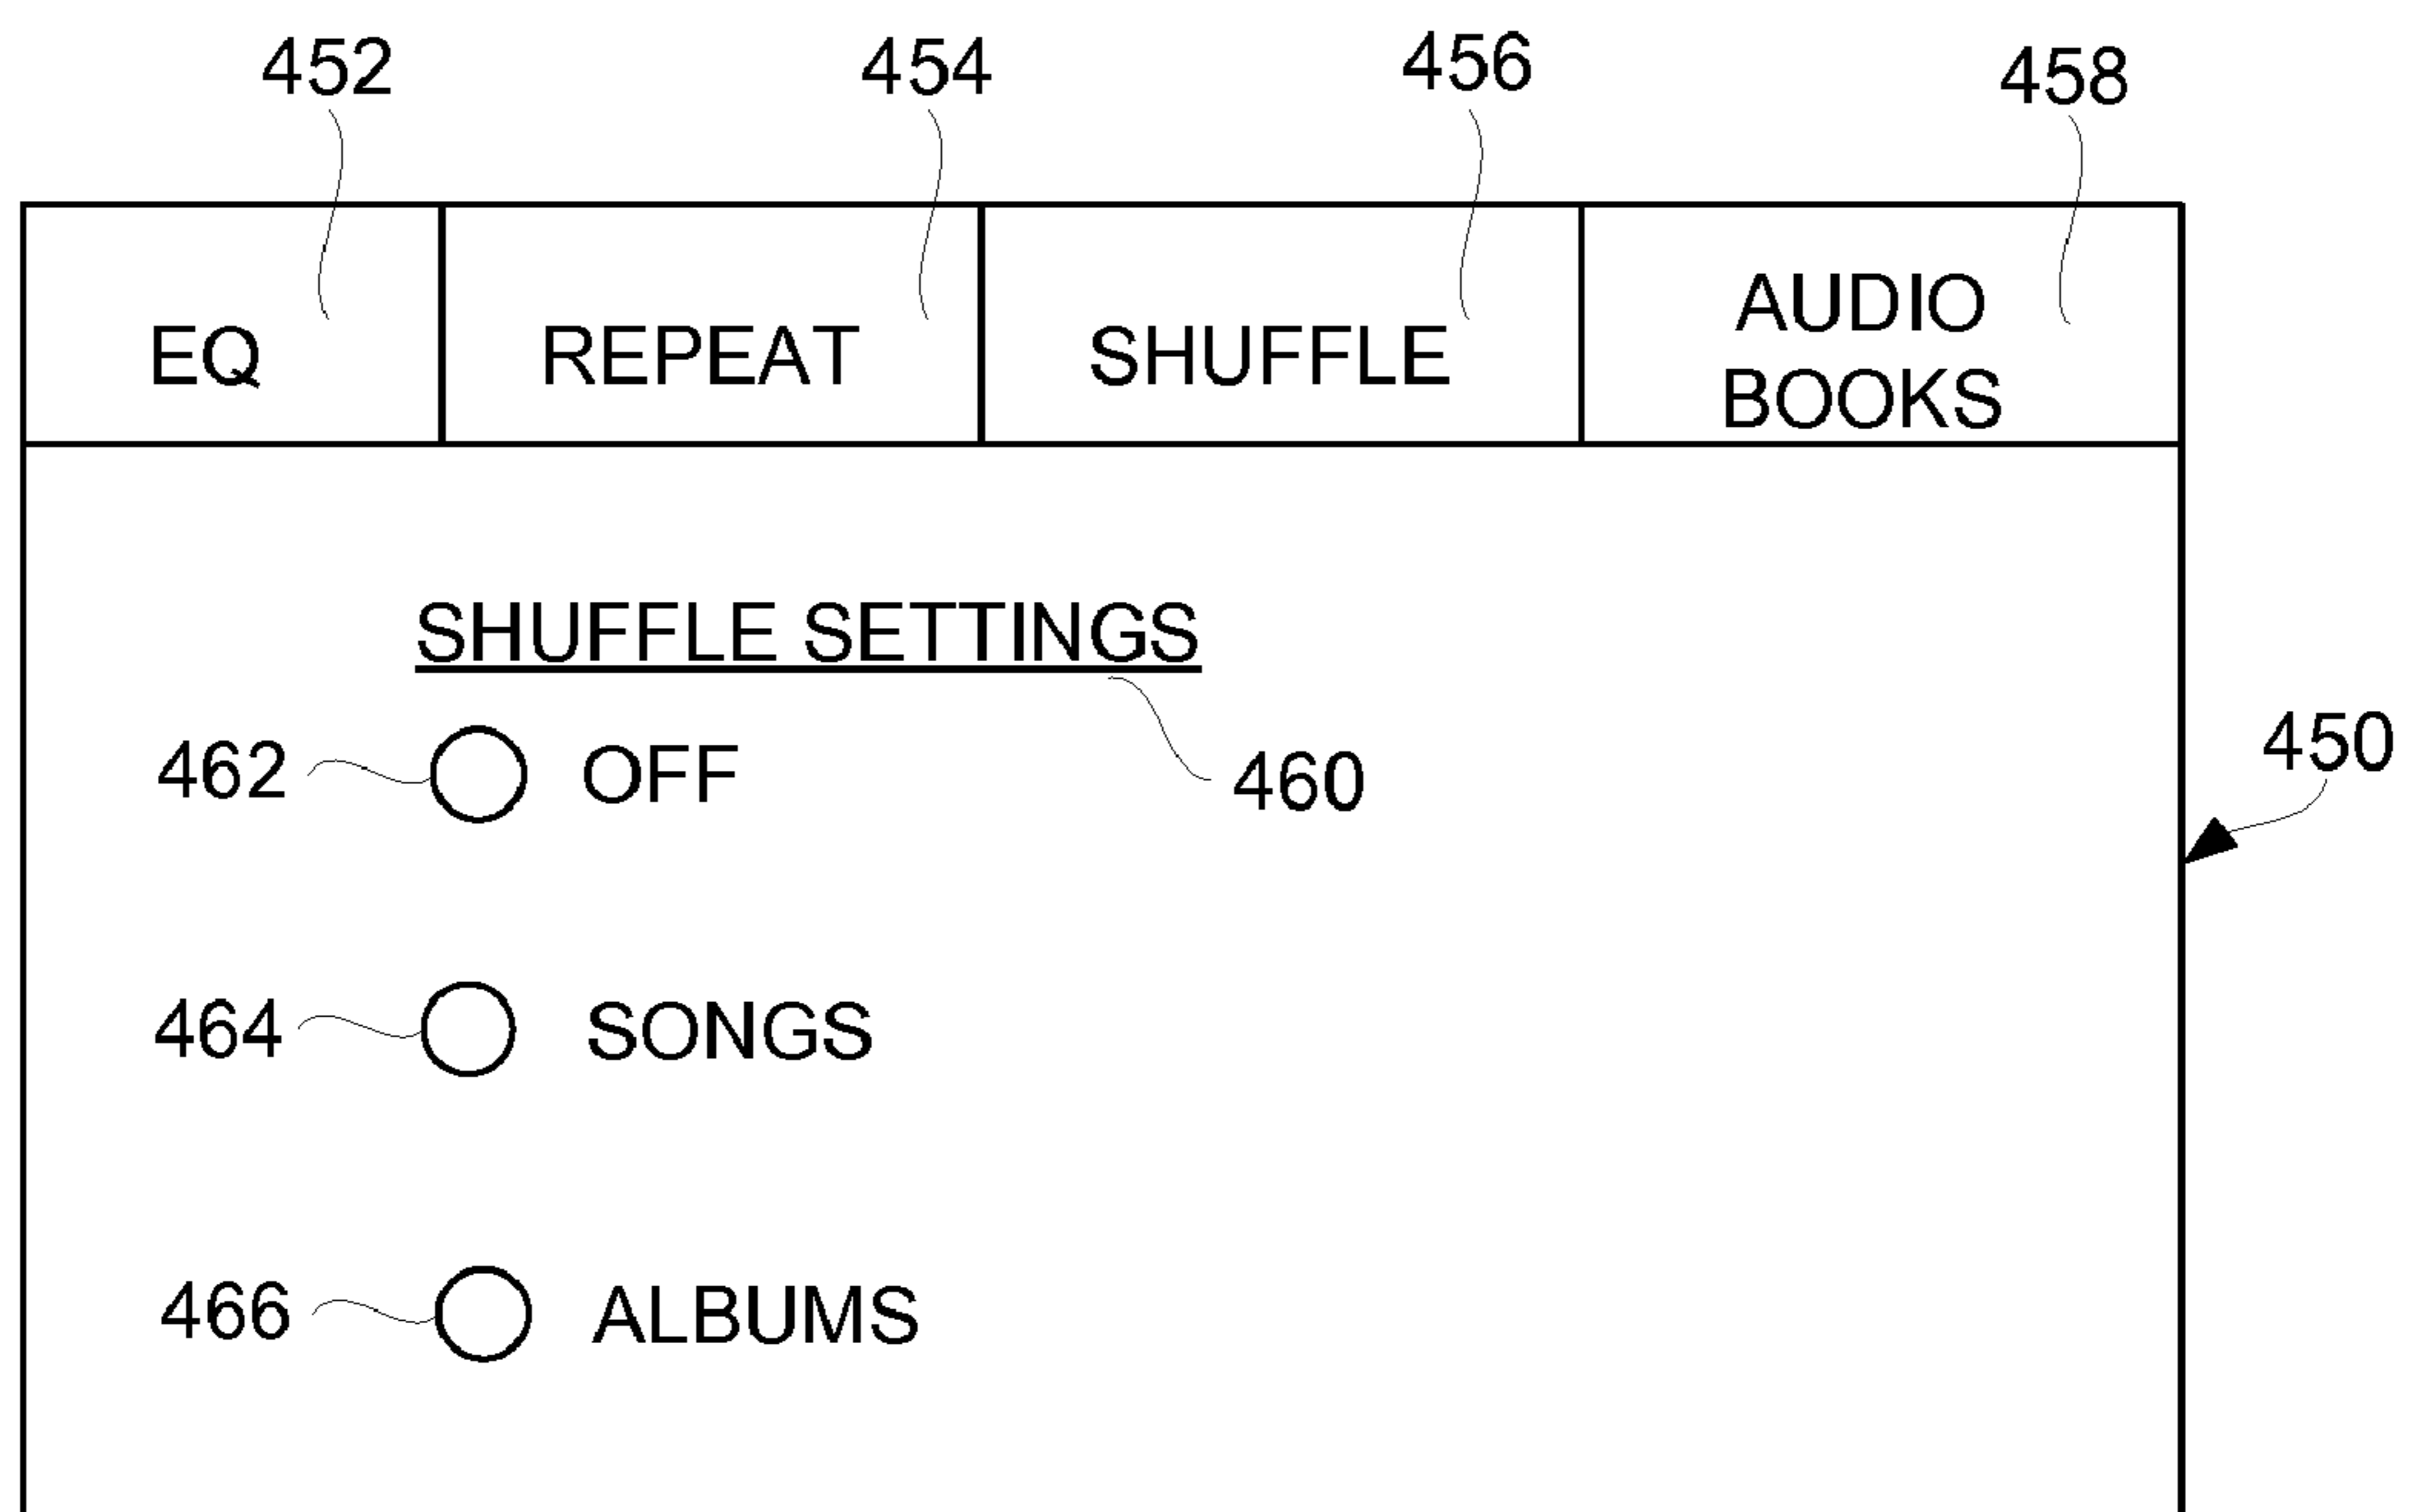 452 454 456 458
EQ REPEAT SHUFFLE AUDIO
BOOKS
SHUFFLE SETTINGS
462 OFF 460 450
464 SONGS
466 ALBUMS